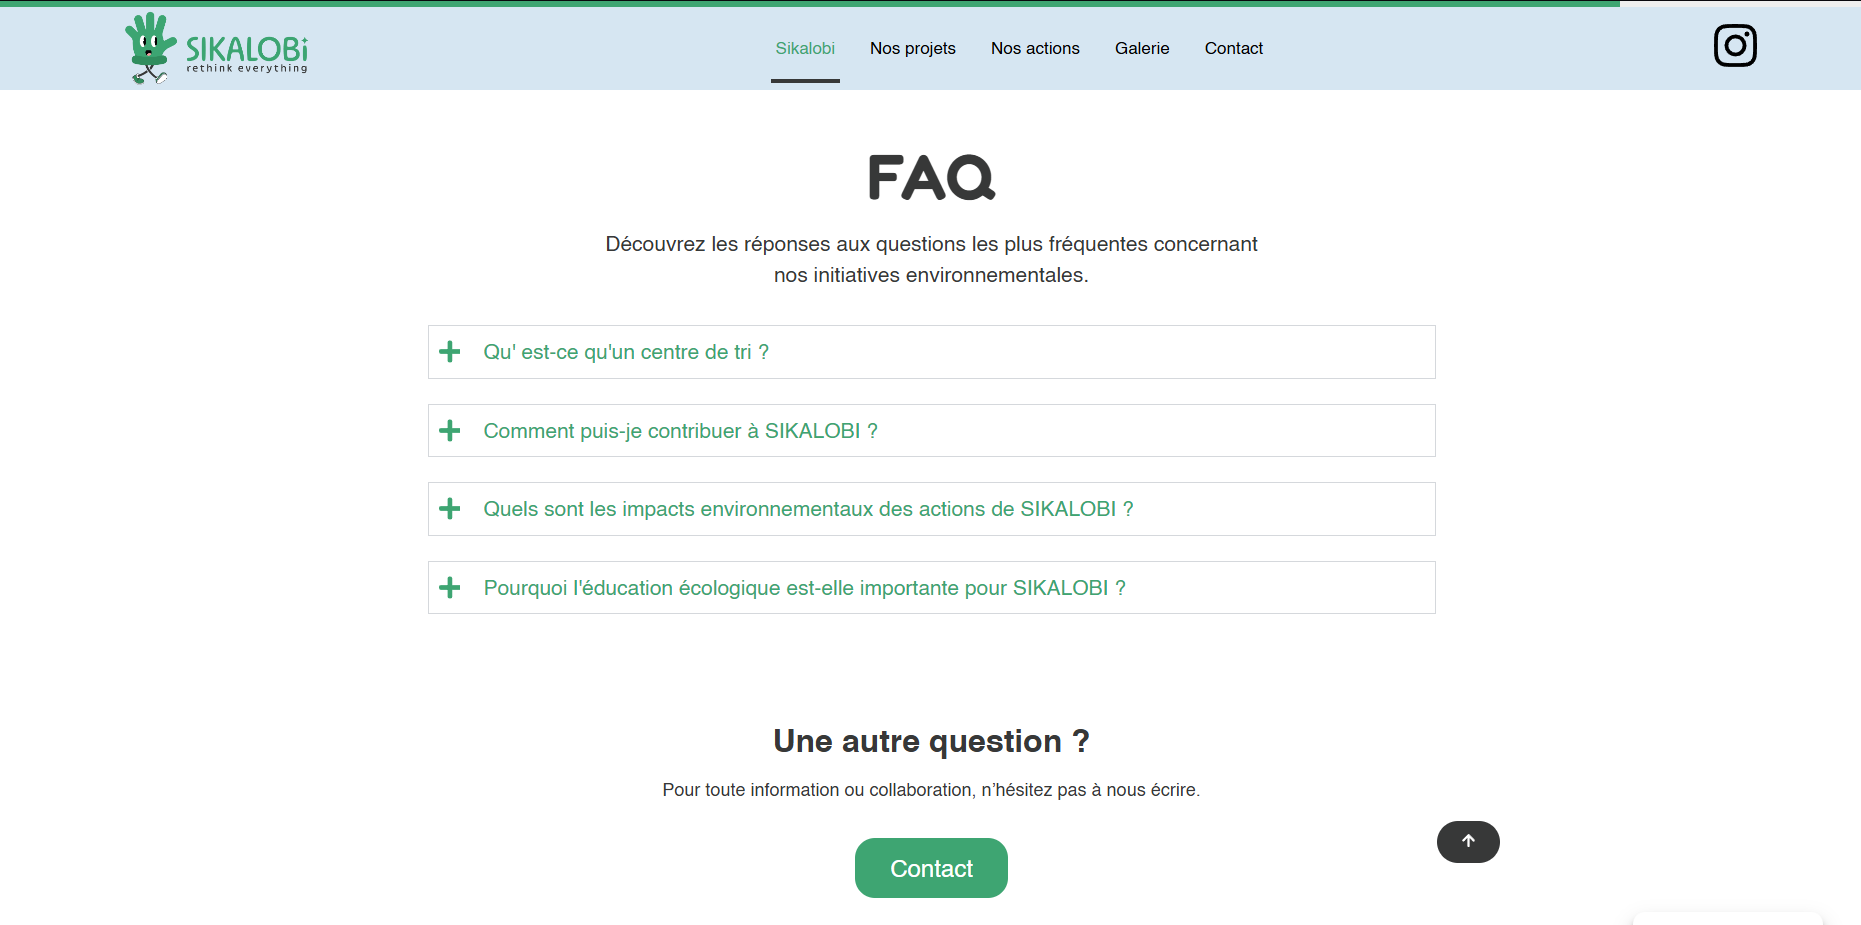 SIKALOBi
rethink everything
Sikalobi
Nos projets
Nos actions
Galerie
Contact
FAQ
Découvrez les réponses aux questions les plus fréquentes concernant
nos initiatives environnementales.
Qu' est-ce qu'un centre de tri ?
Comment puis-je contribuer à SIKALOBI ?
Quels sont les impacts environnementaux des actions de SIKALOBI ?
Pourquoi l'éducation écologique est-elle importante pour SIKALOBI ?
Une autre question ?
Pour toute information ou collaboration, n’hésitez pas à nous écrire.
Contact